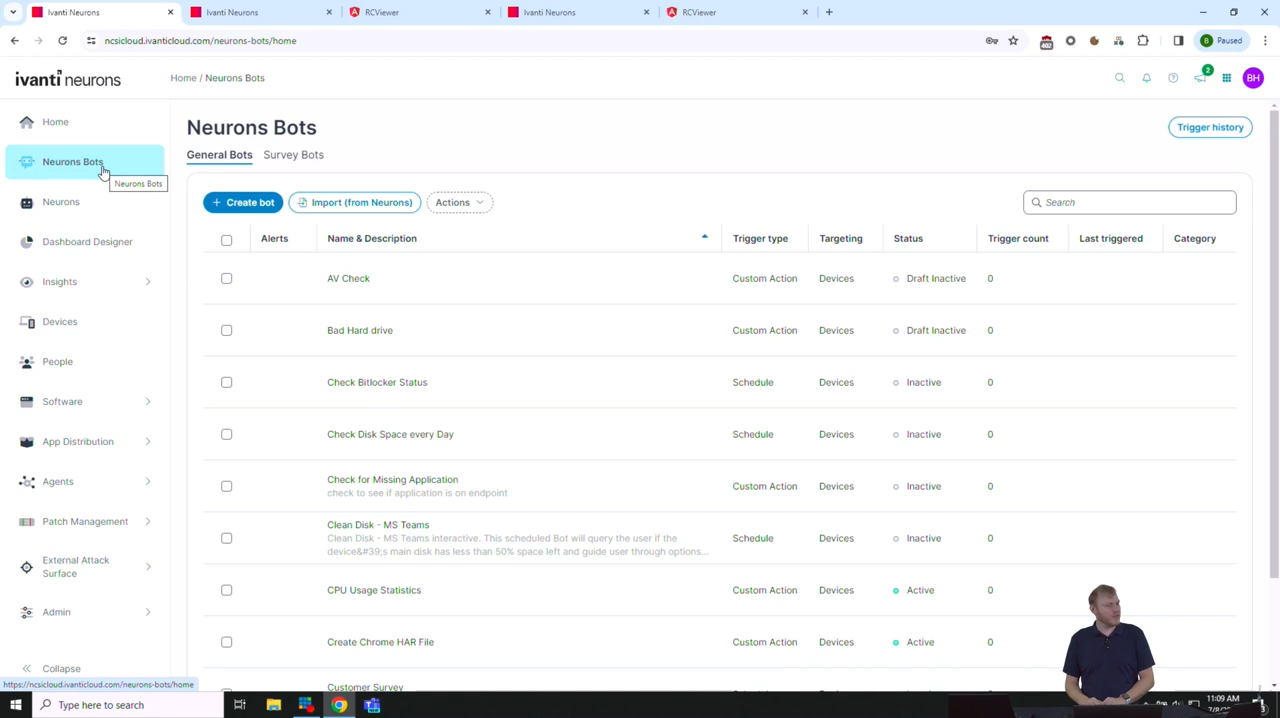 Ivanti Neurons
Ivanti Neurons
RCViewer
Ivanti Neurons
RCViewer
ncsicloud.ivanticloud.com/neurons-bots/home
402
B
Paused
ivanti neurons
Home / Neurons Bots
2
BH
Home
Neurons Bots
Neurons Bots
Neurons
Dashboard Designer
Insights
Devices
People
Software
App Distribution
Agents
Patch Management
External Attack
Surface
Admin
Collapse
Neurons Bots
Trigger history
General Bots
Survey Bots
+ Create bot
Import (from Neurons)
Actions
Search
Alerts
Name & Description
Trigger type
Targeting
Status
Trigger count
Last triggered
Category
AV Check
Custom Action
Devices
Draft Inactive
0
Bad Hard drive
Custom Action
Devices
Draft Inactive
0
Check Bitlocker Status
Schedule
Devices
Inactive
0
Check Disk Space every Day
Schedule
Devices
Inactive
0
Check for Missing Application
check to see if application is on endpoint
Custom Action
Devices
Inactive
0
Clean Disk - MS Teams
Clean Disk - MS Teams interactive. This scheduled Bot will query the user if the
device&#39;s main disk has less than 50% space left and guide user through options...
Schedule
Devices
Inactive
0
CPU Usage Statistics
Custom Action
Devices
Active
0
Create Chrome HAR File
Custom Action
Devices
Active
0
Customer Survey
https://ncsicloud.ivanticloud.com/neurons-bots/home
Type here to search
11:09 AM
7/8/2
3